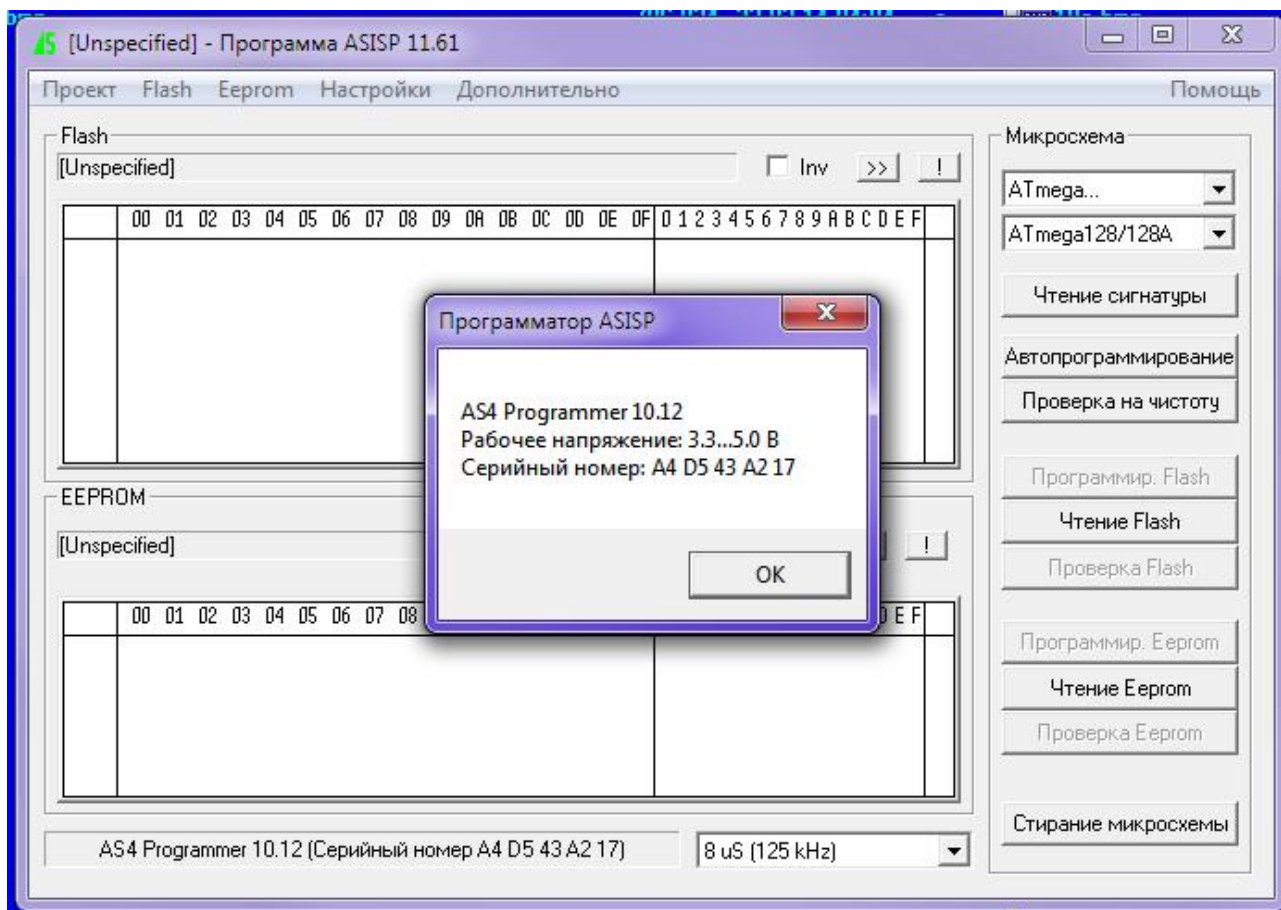 [Unspecified] - Программа ASISP 11.61
Проект Flash Eeprom Настройки Дополнительно Помощь
Flash
[Unspecified] Inv >> !
00 01 02 03 04 05 06 07 08 09 0A 0B 0C 0D 0E 0F 0 1 2 3 4 5 6 7 8 9 A B C D E F
Микросхема
ATmega...
ATmega128/128A
Чтение сигнатуры
Автопрограммирование
Проверка на чистоту
Программир. Flash
Чтение Flash
Проверка Flash
Программир. Eeprom
Чтение Eeprom
Проверка Eeprom
Стирание микросхемы
Программатор ASISP
AS4 Programmer 10.12
Рабочее напряжение: 3.3...5.0 В
Серийный номер: A4 D5 43 A2 17
OK
EEPROM
[Unspecified] !
00 01 02 03 04 05 06 07 08 E F
AS4 Programmer 10.12 (Серийный номер A4 D5 43 A2 17) 8 uS (125 kHz)